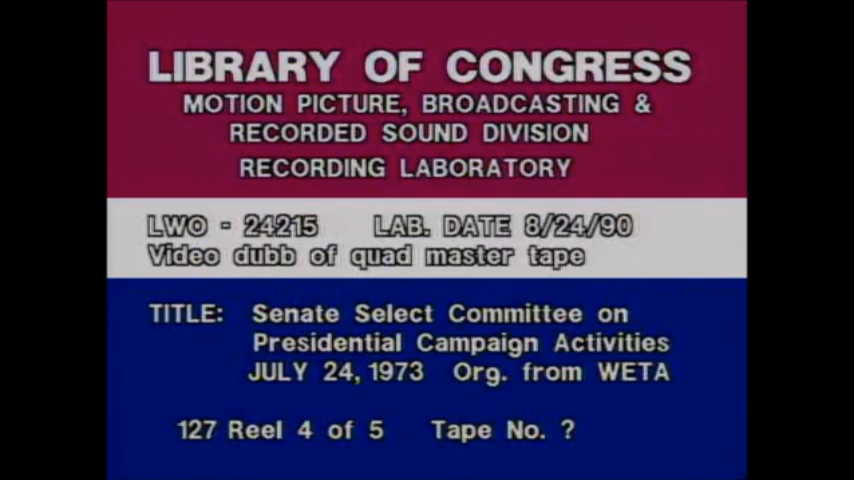 LIBRARY OF CONGRESS
MOTION PICTURE, BROADCASTING &
RECORDED SOUND DIVISION
RECORDING LABORATORY
LWO - 24215 LAB. DATE 8/24/90
Video dubb of quad master tape
TITLE: Senate Select Committee on
Presidential Campaign Activities
JULY 24, 1973 Org. from WETA
127 Reel 4 of 5 Tape No. ?